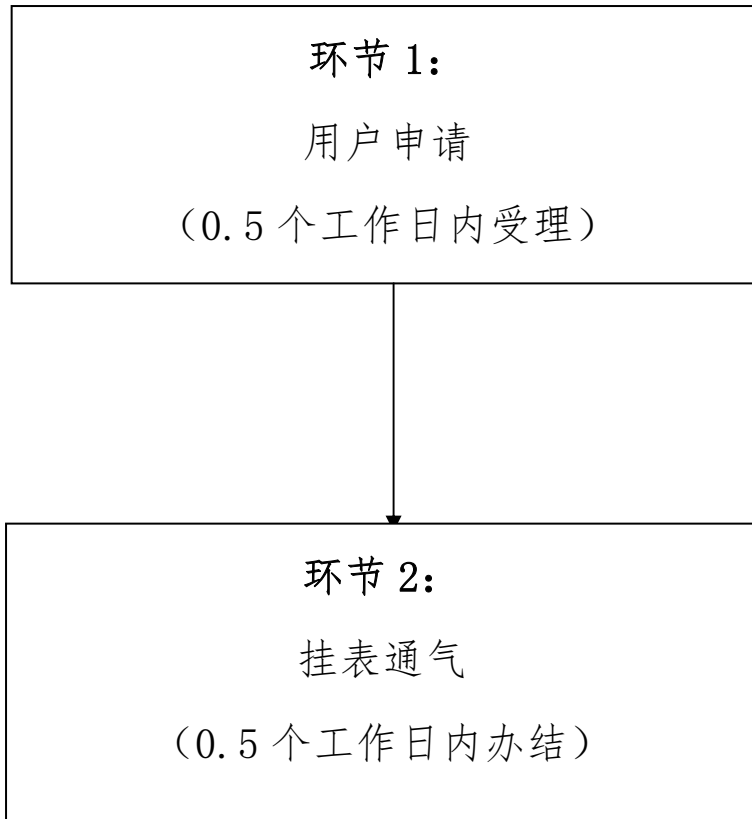 环节 1：
用户申请
（0.5 个工作日内受理）
环节 2：
挂表通气
（0.5 个工作日内办结）